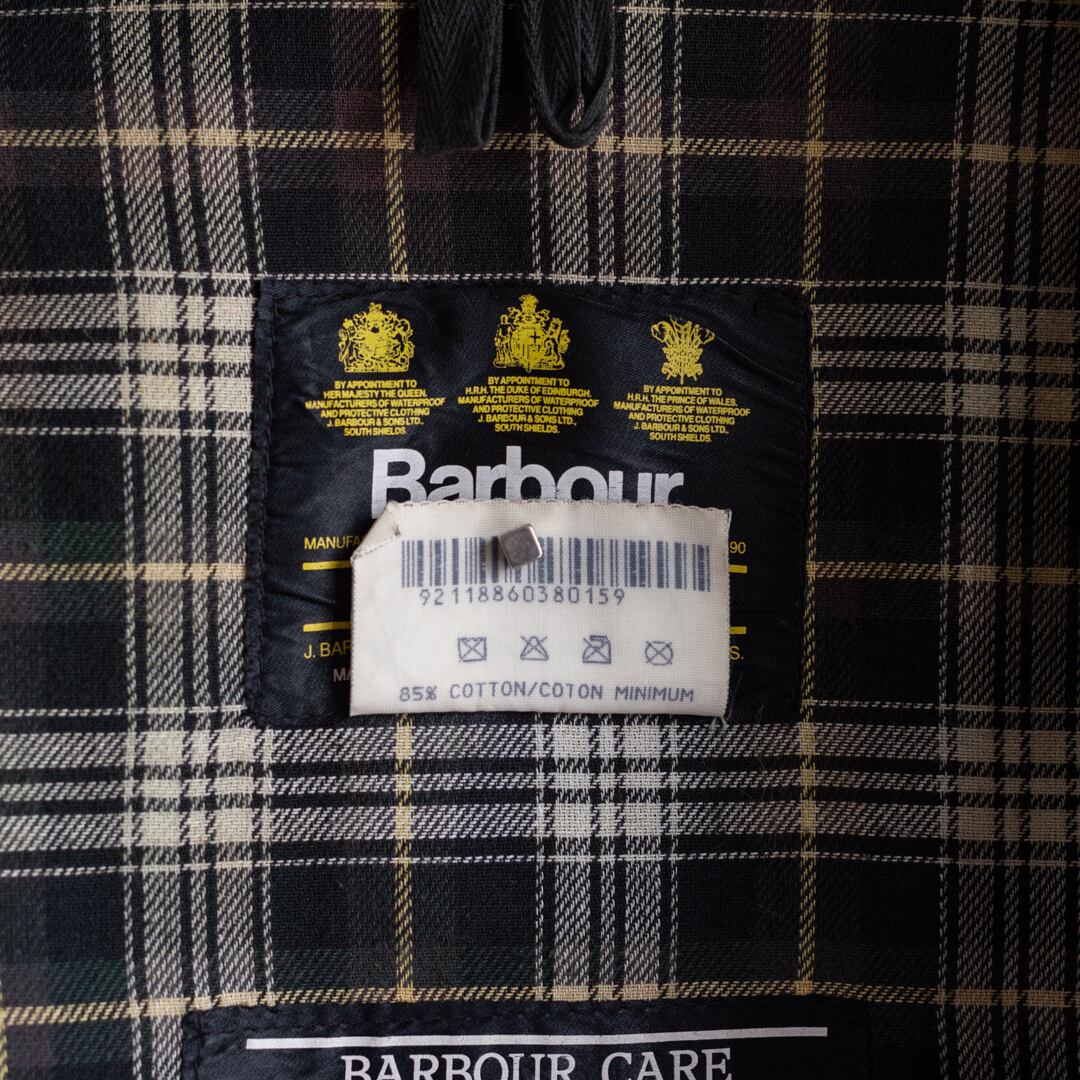 BY APPOINTMENT TO
HER MAJESTY THE QUEEN.
MANUFACTURERS OF WATERPROOF
AND PROTECTIVE CLOTHING
J. BARBOUR & SONS LTD.,
SOUTH SHIELDS.
BY APPOINTMENT TO
H.R.H. THE DUKE OF EDINBURGH.
MANUFACTURERS OF WATERPROOF
AND PROTECTIVE CLOTHING
J. BARBOUR & SONS LTD.,
SOUTH SHIELDS.
BY APPOINTMENT TO
H.R.H. THE PRINCE OF WALES.
MANUFACTURERS OF WATERPROOF
AND PROTECTIVE CLOTHING
J. BARBOUR & SONS LTD.,
SOUTH SHIELDS.
Barbour
90
92118860380159
J. BAR
85% COTTON/COTON MINIMUM
BARBOUR CARE